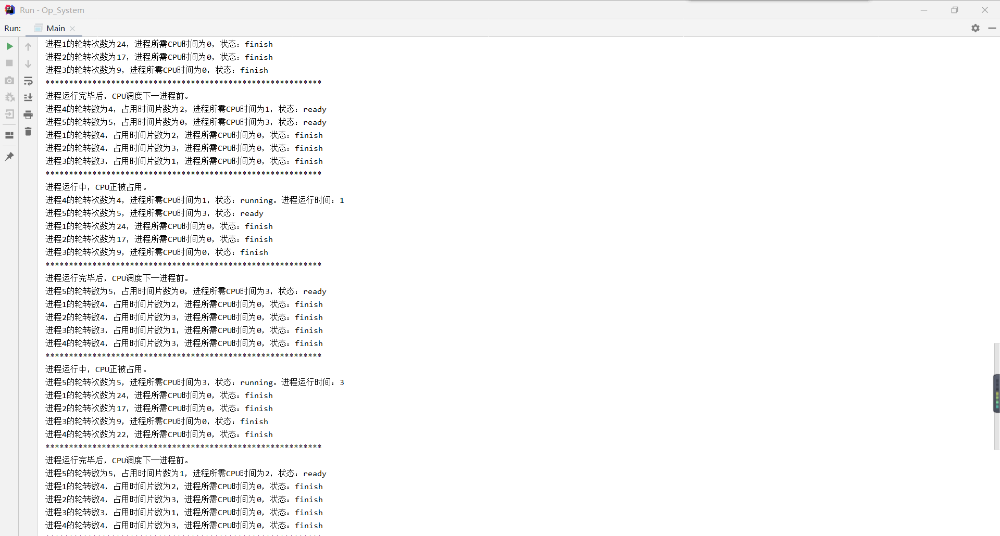 Run - Op_System
Run: Main
进程1的轮转次数为24，进程所需CPU时间为0，状态：finish
进程2的轮转次数为17，进程所需CPU时间为0，状态：finish
进程3的轮转次数为9，进程所需CPU时间为0，状态：finish
***********************************************************
进程运行完毕后，CPU调度下一进程前。
进程4的轮转数为4，占用时间片数为2，进程所需CPU时间为1，状态：ready
进程5的轮转数为5，占用时间片数为0，进程所需CPU时间为3，状态：ready
进程1的轮转数4，占用时间片数为2，进程所需CPU时间为0，状态：finish
进程2的轮转数4，占用时间片数为3，进程所需CPU时间为0，状态：finish
进程3的轮转数3，占用时间片数为1，进程所需CPU时间为0，状态：finish
***********************************************************
进程运行中，CPU正被占用。
进程4的轮转次数为4，进程所需CPU时间为1，状态：running。进程运行时间：1
进程5的轮转次数为5，进程所需CPU时间为3，状态：ready
进程1的轮转次数为24，进程所需CPU时间为0，状态：finish
进程2的轮转次数为17，进程所需CPU时间为0，状态：finish
进程3的轮转次数为9，进程所需CPU时间为0，状态：finish
***********************************************************
进程运行完毕后，CPU调度下一进程前。
进程5的轮转数为5，占用时间片数为0，进程所需CPU时间为3，状态：ready
进程1的轮转数4，占用时间片数为2，进程所需CPU时间为0，状态：finish
进程2的轮转数4，占用时间片数为3，进程所需CPU时间为0，状态：finish
进程3的轮转数3，占用时间片数为1，进程所需CPU时间为0，状态：finish
进程4的轮转数4，占用时间片数为3，进程所需CPU时间为0，状态：finish
***********************************************************
进程运行中，CPU正被占用。
进程5的轮转次数为5，进程所需CPU时间为3，状态：running。进程运行时间：3
进程1的轮转次数为24，进程所需CPU时间为0，状态：finish
进程2的轮转次数为17，进程所需CPU时间为0，状态：finish
进程3的轮转次数为9，进程所需CPU时间为0，状态：finish
进程4的轮转次数为22，进程所需CPU时间为0，状态：finish
***********************************************************
进程运行完毕后，CPU调度下一进程前。
进程5的轮转数为5，占用时间片数为1，进程所需CPU时间为2，状态：ready
进程1的轮转数4，占用时间片数为2，进程所需CPU时间为0，状态：finish
进程2的轮转数4，占用时间片数为3，进程所需CPU时间为0，状态：finish
进程3的轮转数3，占用时间片数为1，进程所需CPU时间为0，状态：finish
进程4的轮转数4，占用时间片数为3，进程所需CPU时间为0，状态：finish